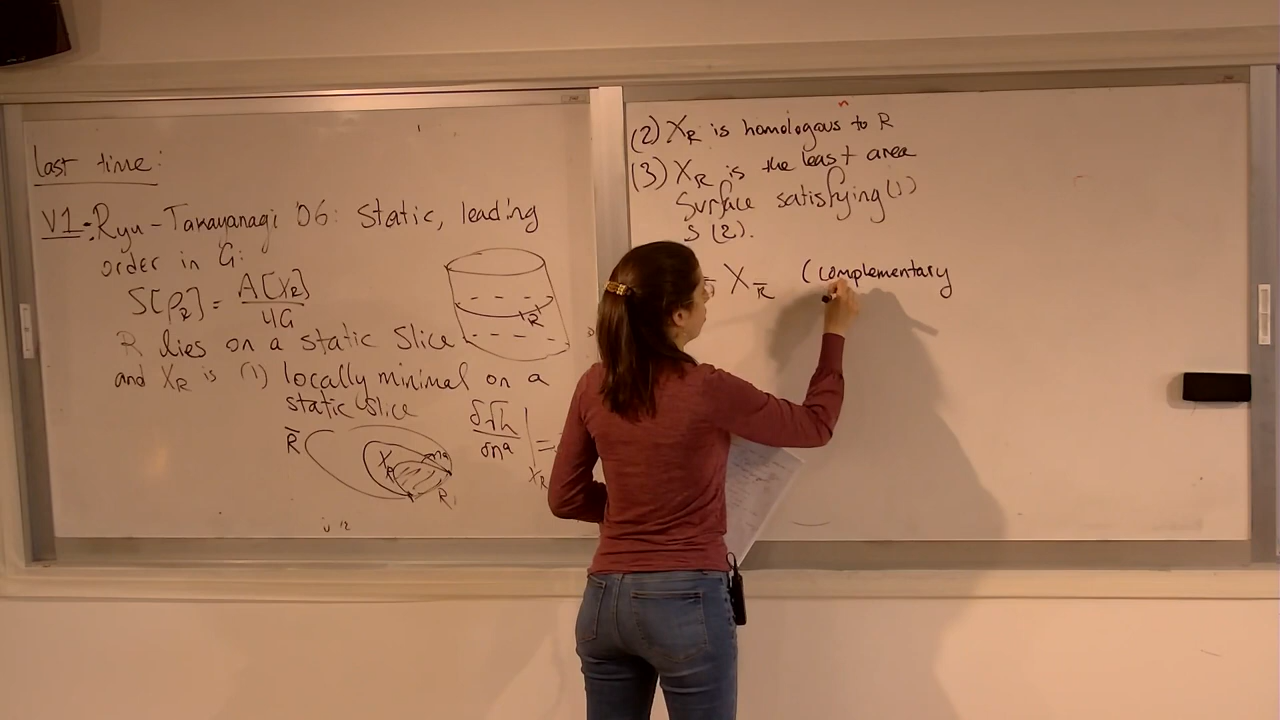 last time:
V1: Ryu-Takayanagi '06: Static, leading
order in G:
S[ρ_R] = A[X_R] / 4G
R
R lies on a static slice
and X_R is (1) locally minimal on a
static slice
δ√h / δn^a | =
X_R
R̄
X_R
n^a
R
(2) X_R is homologous to R
(3) X_R is the least area
Surface satisfying (1)
& (2).
X_R̄ (complementary